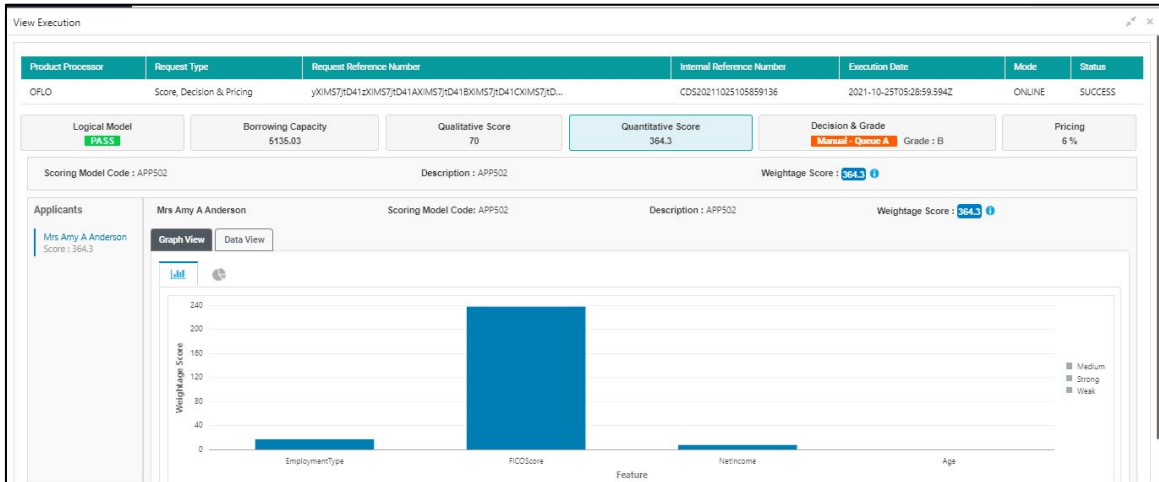 View Execution
Product Processor Request Type Request Reference Number Internal Reference Number Execution Date Mode Status
OFLO Score, Decision & Pricing yXIMS7jtD41zXIMS7jtD41AXIMS7jtD41BXIMS7jtD41CXIMS7jtD... CDS20211025105859136 2021-10-25T05:28:59.594Z ONLINE SUCCESS
Logical Model Borrowing Capacity Qualitative Score Quantitative Score Decision & Grade Pricing
PASS 5135.03 70 364.3 Manual - Queue A Grade : B 6 %
Scoring Model Code : APP502 Description : APP502 Weightage Score : 364.3
Applicants Mrs Amy A Anderson Scoring Model Code: APP502 Description : APP502 Weightage Score : 364.3
Mrs Amy A Anderson
Score : 364.3
Graph View Data View
240
200
160
120
80
40
0
Weightage Score
Medium
Strong
Weak
EmploymentType FICOScore NetIncome Age
Feature